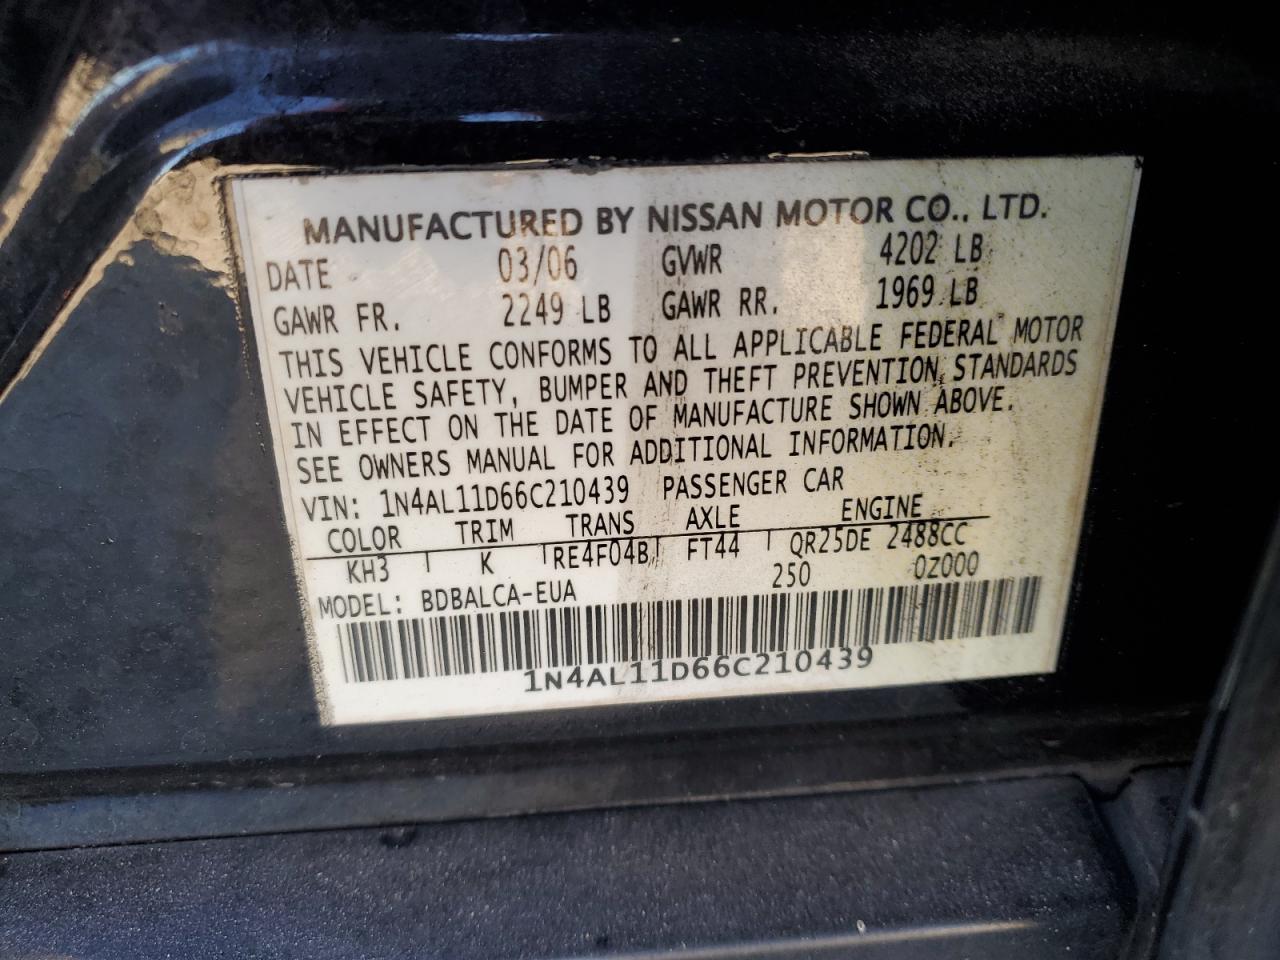 MANUFACTURED BY NISSAN MOTOR CO., LTD.
DATE 03/06 GVWR 4202 LB
GAWR FR. 2249 LB GAWR RR. 1969 LB
THIS VEHICLE CONFORMS TO ALL APPLICABLE FEDERAL MOTOR
VEHICLE SAFETY, BUMPER AND THEFT PREVENTION STANDARDS
IN EFFECT ON THE DATE OF MANUFACTURE SHOWN ABOVE.
SEE OWNERS MANUAL FOR ADDITIONAL INFORMATION.
VIN: 1N4AL11D66C210439 PASSENGER CAR
COLOR TRIM TRANS AXLE ENGINE
KH3 K RE4F04B FT44 QR25DE 2488CC
MODEL: BDBALCA-EUA 250 0Z000
1N4AL11D66C210439